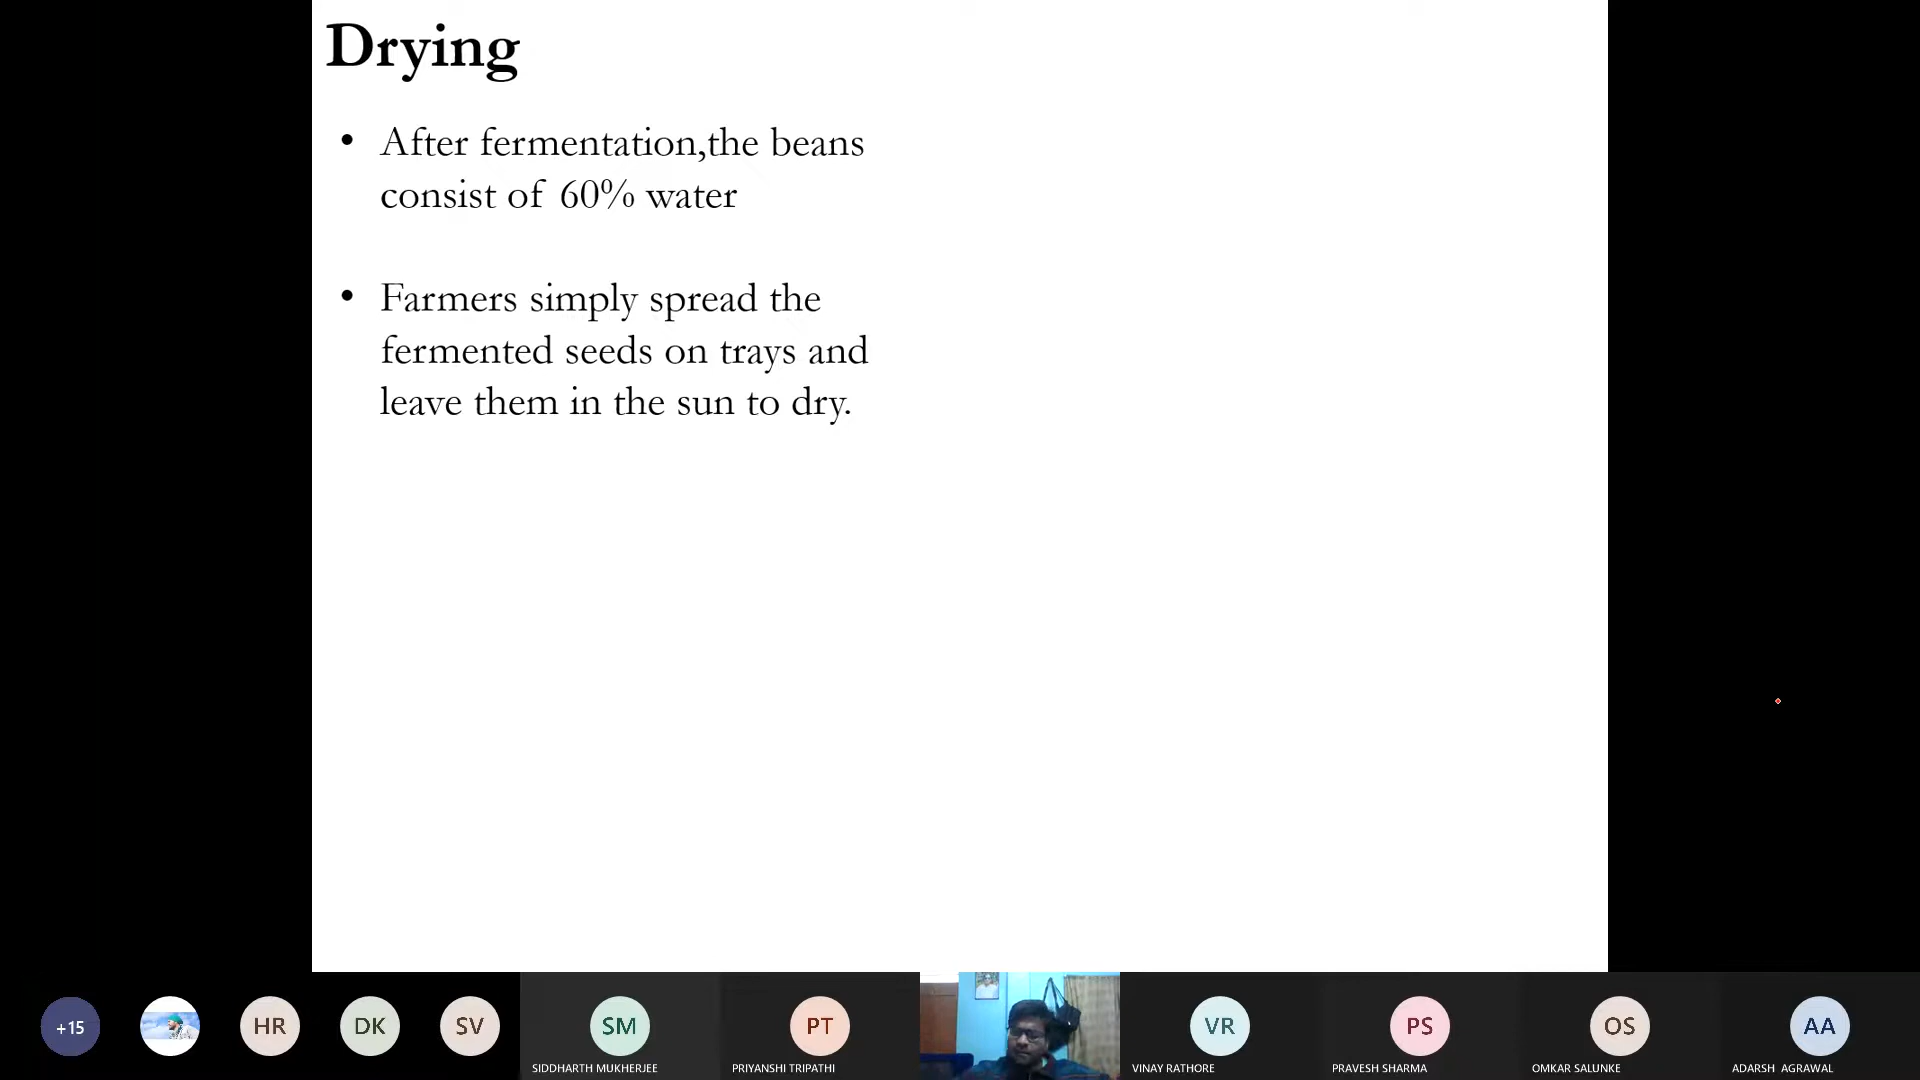 Drying
• After fermentation,the beans
consist of 60% water
• Farmers simply spread the
fermented seeds on trays and
leave them in the sun to dry.
+15
HR
DK
SV
SM
SIDDHARTH MUKHERJEE
PT
PRIYANSHI TRIPATHI
VR
VINAY RATHORE
PS
PRAVESH SHARMA
OS
OMKAR SALUNKE
AA
ADARSH AGRAWAL